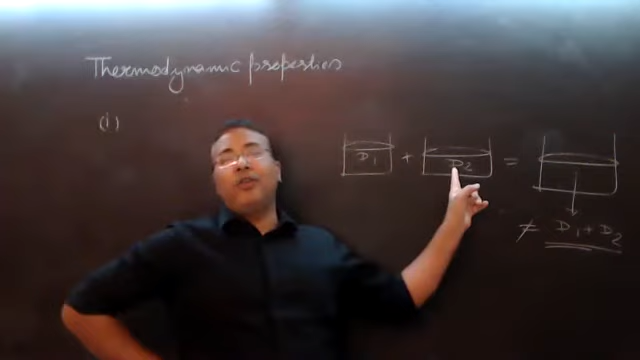 Thermodynamic properties
(i)
D1 + D2 =
≠ D1 + D2